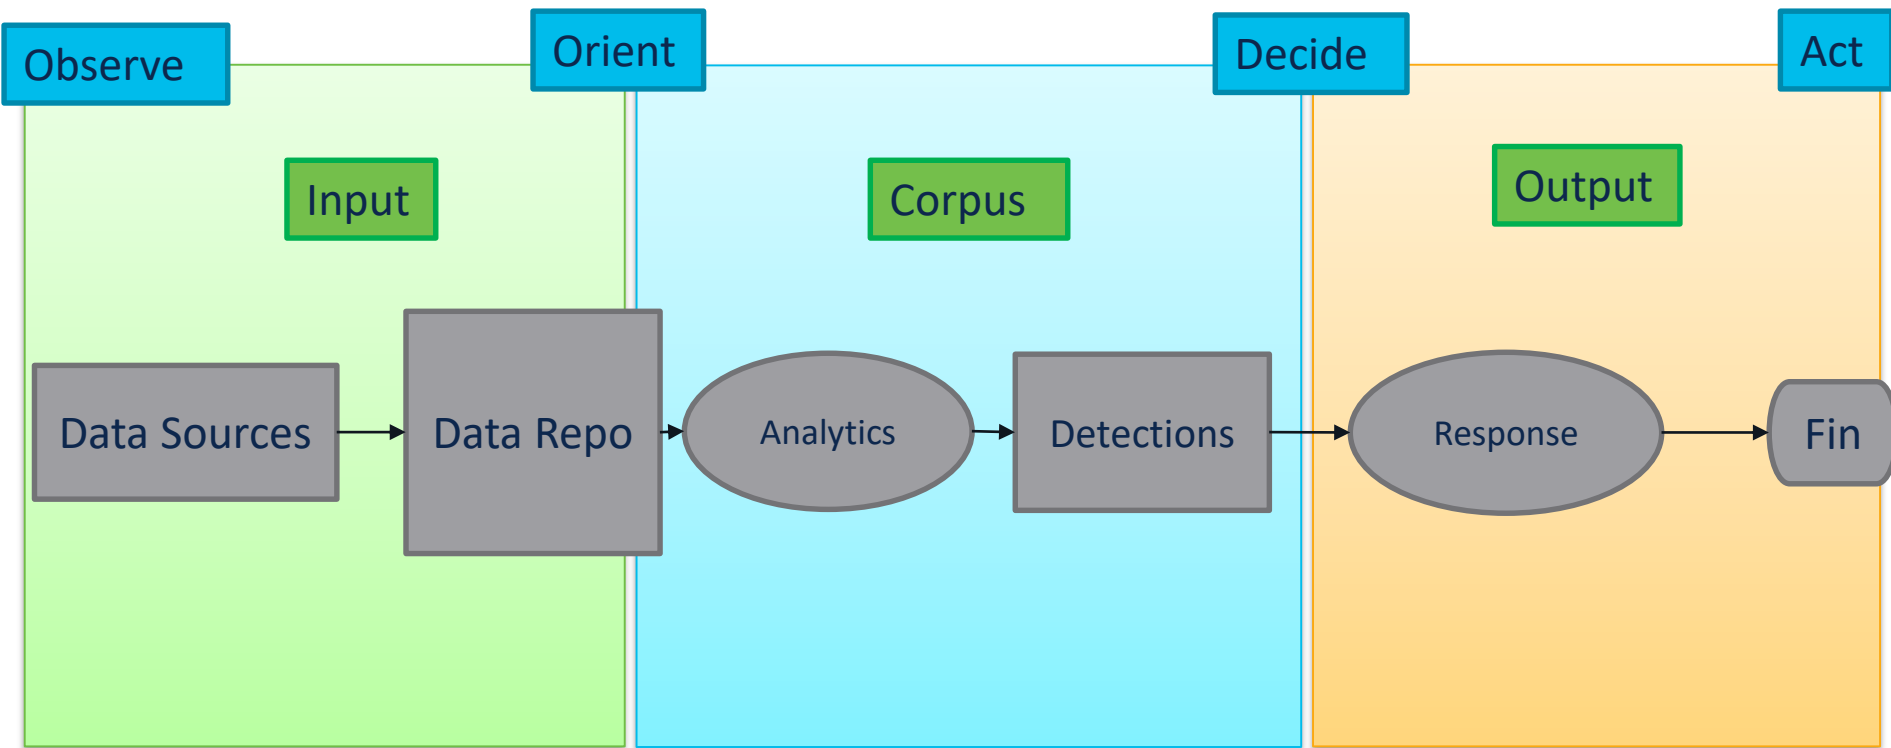 Observe
Orient
Decide
Act
Input
Corpus
Output
Data Sources
Data Repo
Analytics
Detections
Response
Fin